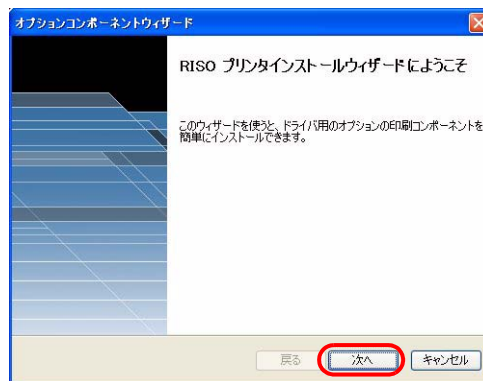 オプションコンポーネントウィザード
RISO プリンタインストールウィザードにようこそ
このウィザードを使うと、ドライバ用のオプションの印刷コンポーネントを
簡単にインストールできます。
戻る 次へ キャンセル